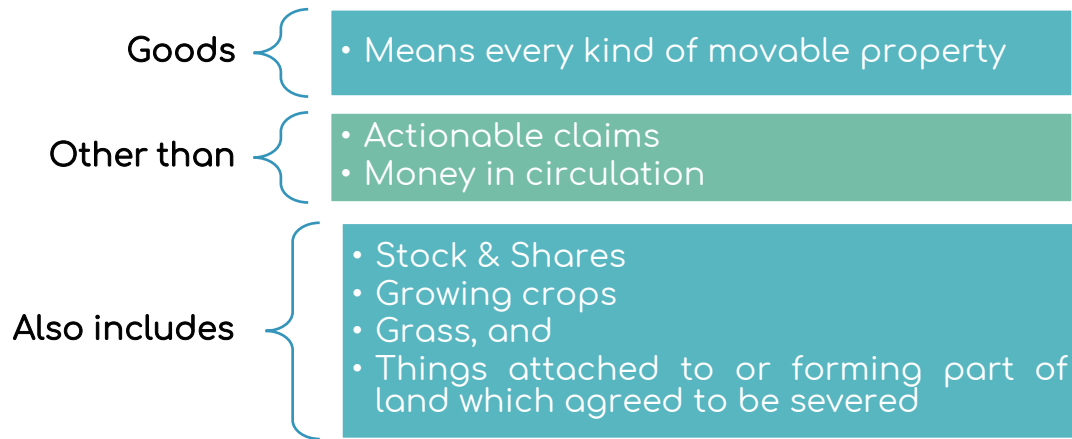 Goods
• Means every kind of movable property
Other than
• Actionable claims
• Money in circulation
Also includes
• Stock & Shares
• Growing crops
• Grass, and
• Things attached to or forming part of
land which agreed to be severed